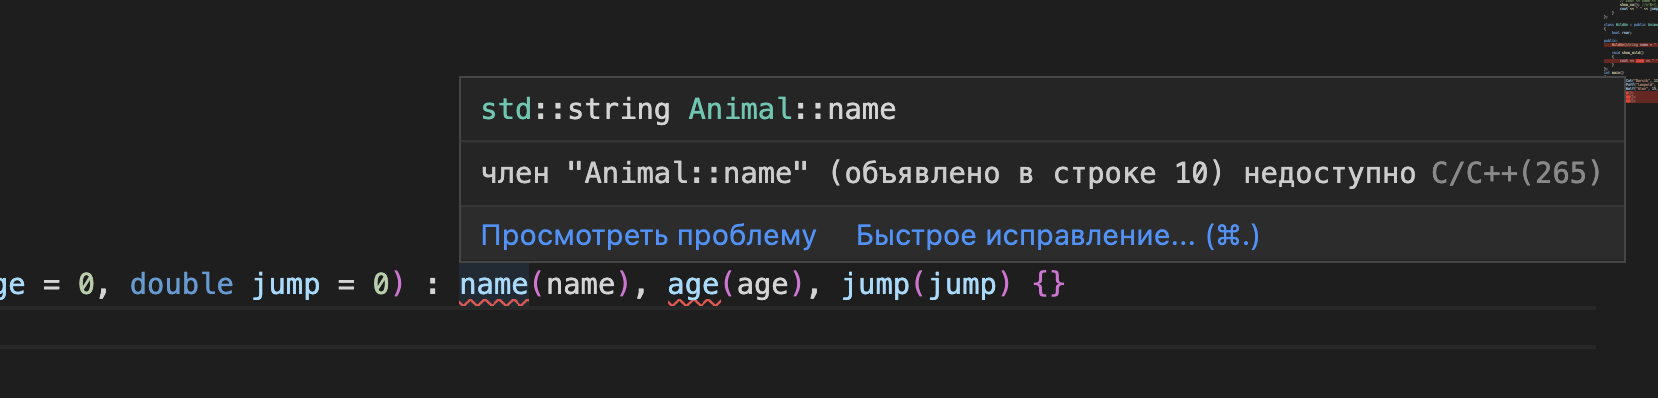 std::string Animal::name
член "Animal::name" (объявлено в строке 10) недоступно C/C++(265)
Просмотреть проблему Быстрое исправление... (⌘.)
ge = 0, double jump = 0) : name(name), age(age), jump(jump) {}